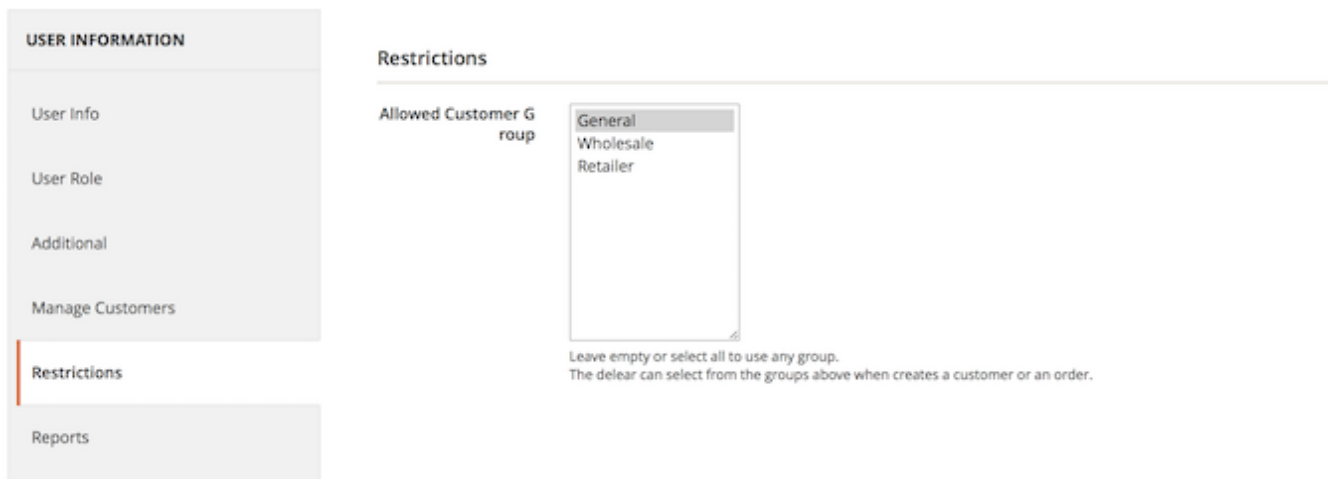 USER INFORMATION
User Info
User Role
Additional
Manage Customers
Restrictions
Reports
Restrictions
Allowed Customer G
roup
General
Wholesale
Retailer
Leave empty or select all to use any group.
The delear can select from the groups above when creates a customer or an order.